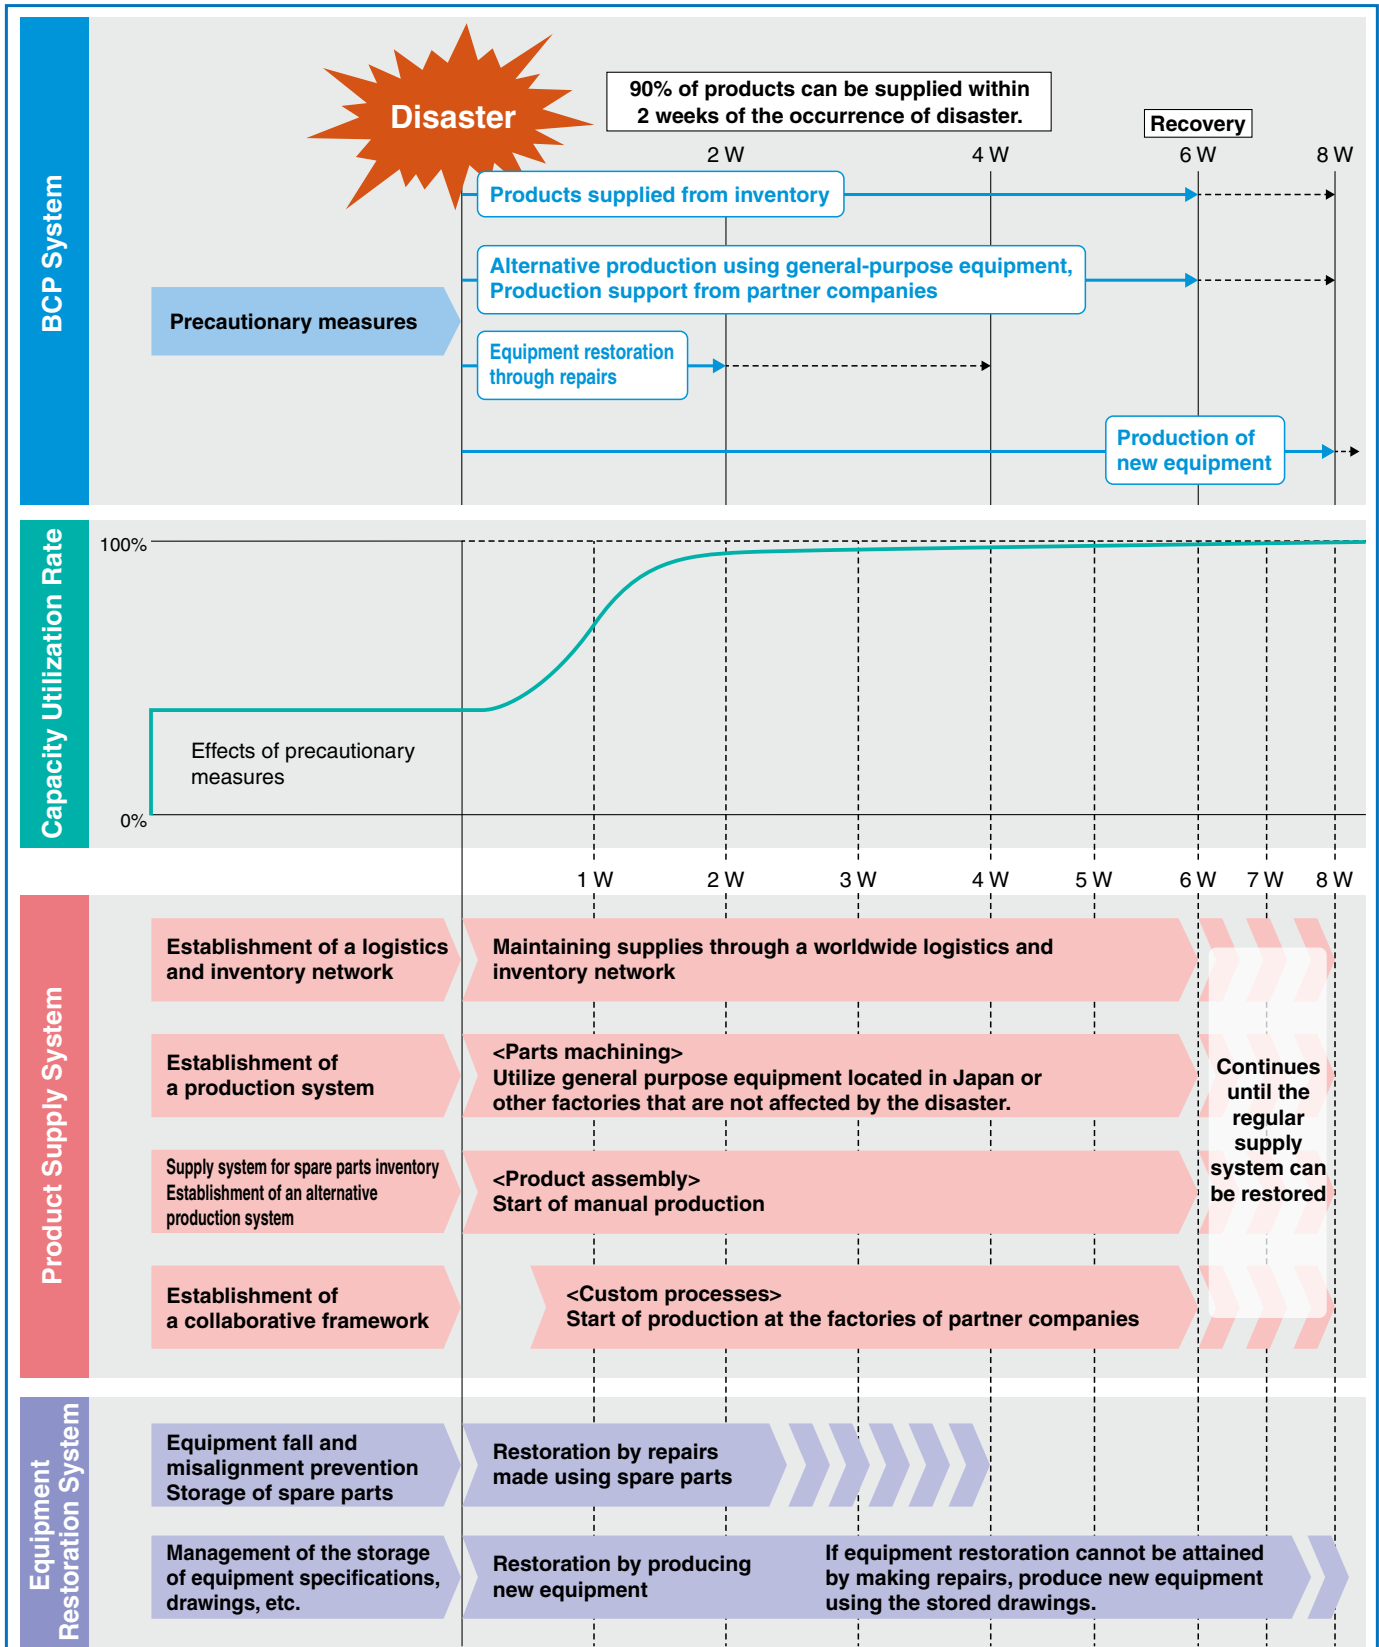 BCP System
Disaster
90% of products can be supplied within
2 weeks of the occurrence of disaster.
Recovery
2 W
4 W
6 W
8 W
Products supplied from inventory
Alternative production using general-purpose equipment,
Production support from partner companies
Precautionary measures
Equipment restoration
through repairs
Production of
new equipment
Capacity Utilization Rate
100%
Effects of precautionary
measures
0%
1 W
2 W
3 W
4 W
5 W
6 W
7 W
8 W
Product Supply System
Establishment of a logistics
and inventory network
Maintaining supplies through a worldwide logistics and
inventory network
Establishment of
a production system
<Parts machining>
Utilize general purpose equipment located in Japan or
other factories that are not affected by the disaster.
Continues
until the
regular
supply
system can
be restored
Supply system for spare parts inventory
Establishment of an alternative
production system
<Product assembly>
Start of manual production
Establishment of
a collaborative framework
<Custom processes>
Start of production at the factories of partner companies
Equipment
Restoration System
Equipment fall and
misalignment prevention
Storage of spare parts
Restoration by repairs
made using spare parts
Management of the storage
of equipment specifications,
drawings, etc.
Restoration by producing
new equipment
If equipment restoration cannot be attained
by making repairs, produce new equipment
using the stored drawings.